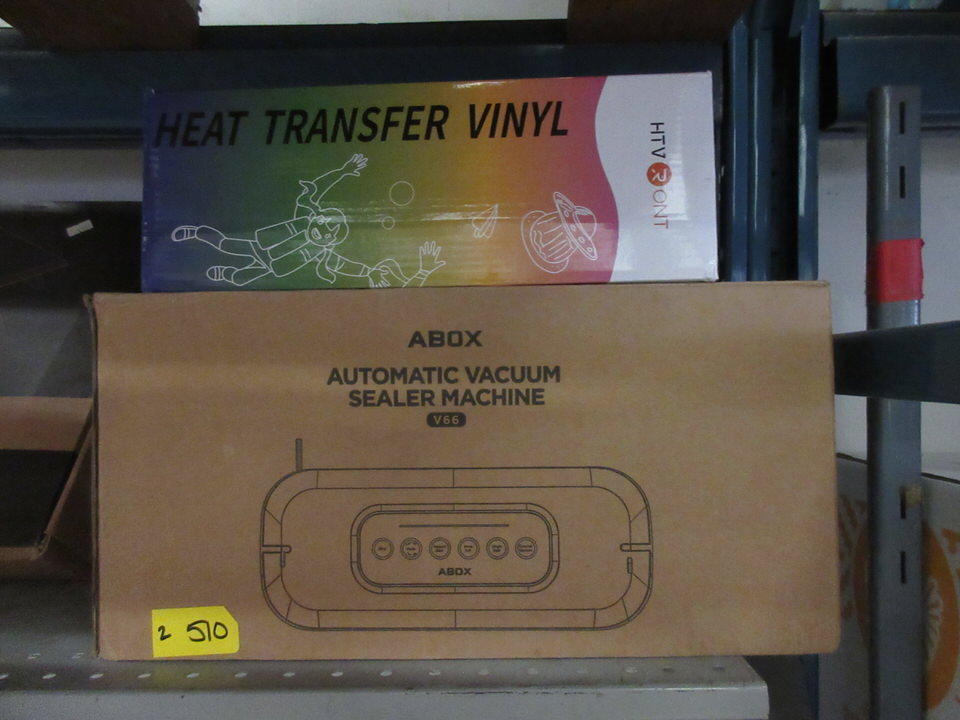 HEAT TRANSFER VINYL
HTVRONT
ABOX
AUTOMATIC VACUUM
SEALER MACHINE
V66
ABOX
2 510